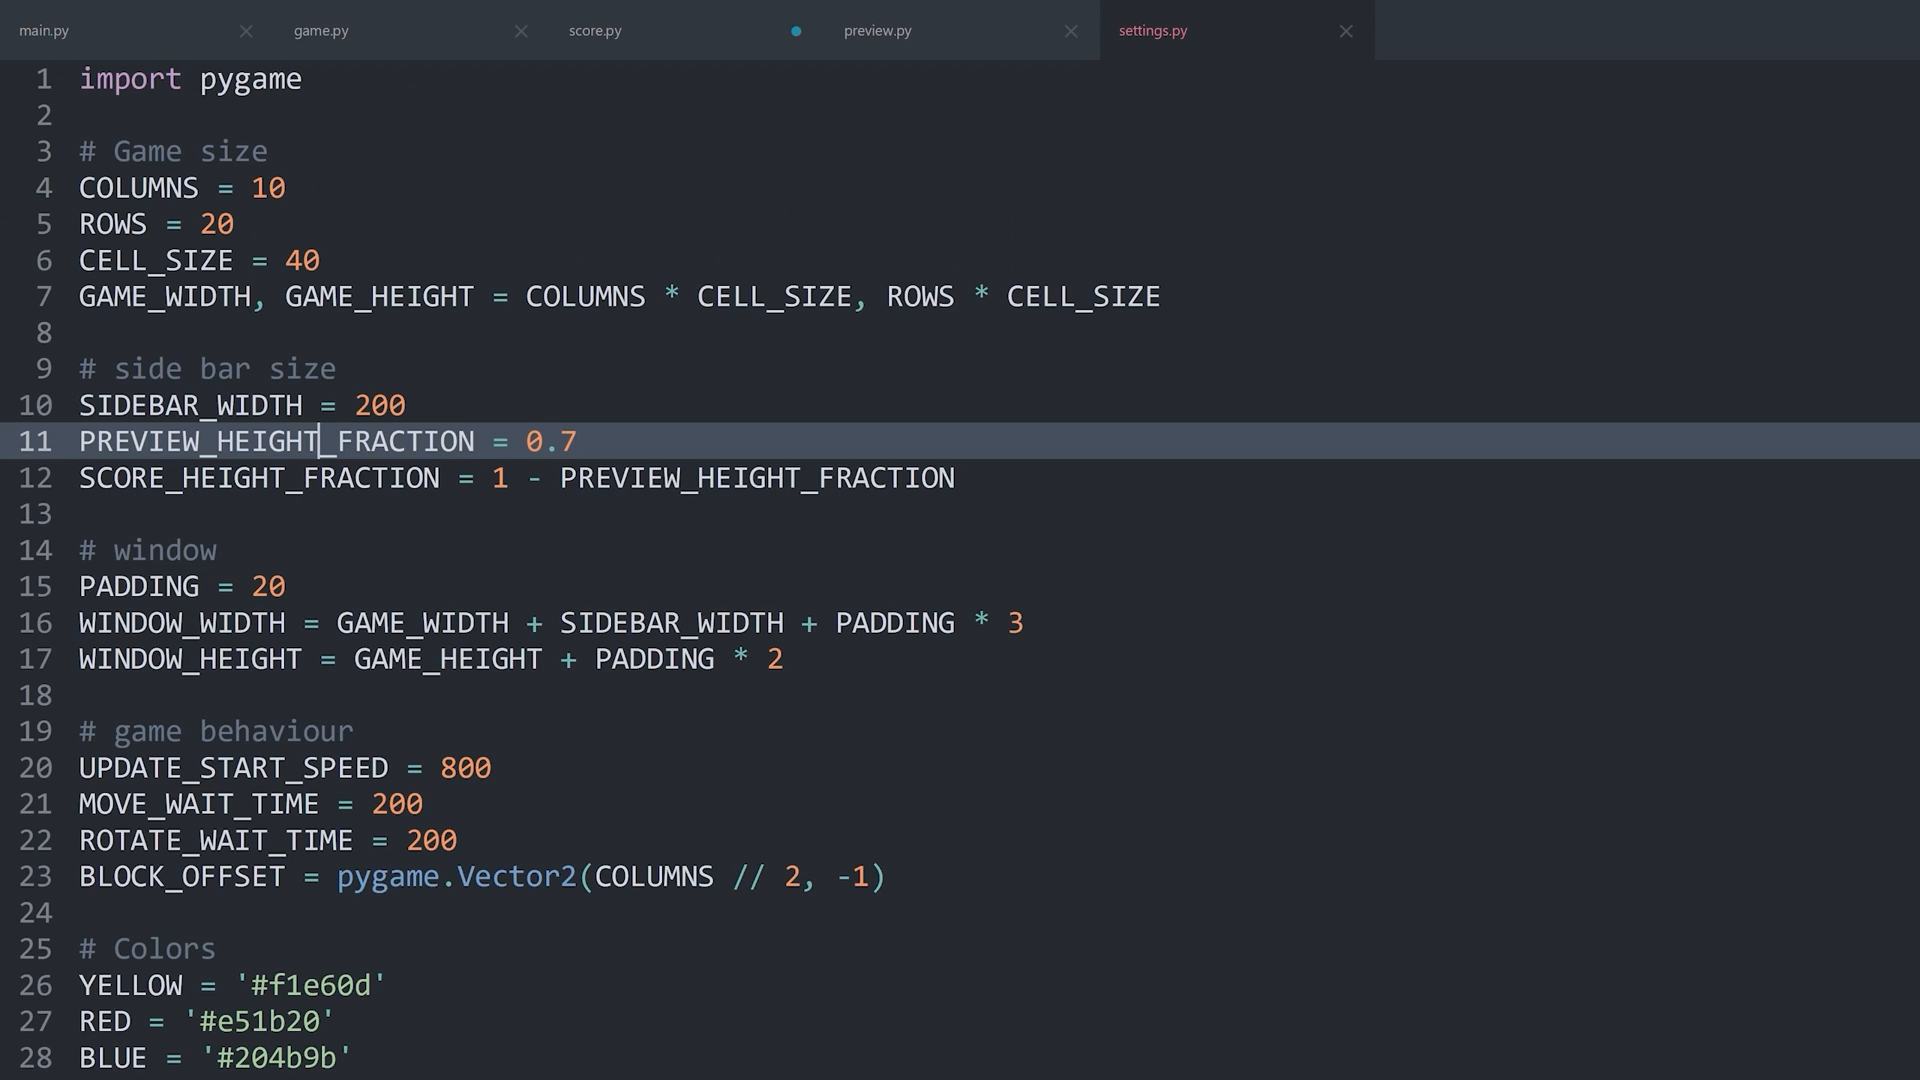 main.py game.py score.py preview.py settings.py
1 import pygame
2
3 # Game size
4 COLUMNS = 10
5 ROWS = 20
6 CELL_SIZE = 40
7 GAME_WIDTH, GAME_HEIGHT = COLUMNS * CELL_SIZE, ROWS * CELL_SIZE
8
9 # side bar size
10 SIDEBAR_WIDTH = 200
11 PREVIEW_HEIGHT_FRACTION = 0.7
12 SCORE_HEIGHT_FRACTION = 1 - PREVIEW_HEIGHT_FRACTION
13
14 # window
15 PADDING = 20
16 WINDOW_WIDTH = GAME_WIDTH + SIDEBAR_WIDTH + PADDING * 3
17 WINDOW_HEIGHT = GAME_HEIGHT + PADDING * 2
18
19 # game behaviour
20 UPDATE_START_SPEED = 800
21 MOVE_WAIT_TIME = 200
22 ROTATE_WAIT_TIME = 200
23 BLOCK_OFFSET = pygame.Vector2(COLUMNS // 2, -1)
24
25 # Colors
26 YELLOW = '#f1e60d'
27 RED = '#e51b20'
28 BLUE = '#204b9b'